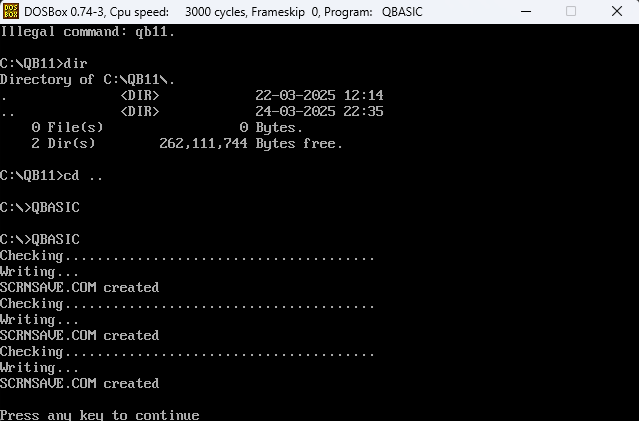 DOSBox 0.74-3, Cpu speed: 3000 cycles, Frameskip 0, Program: QBASIC
Illegal command: qb11.
C:\QB11>dir
Directory of C:\QB11\.
. <DIR> 22-03-2025 12:14
.. <DIR> 24-03-2025 22:35
0 File(s) 0 Bytes.
2 Dir(s) 262,111,744 Bytes free.
C:\QB11>cd ..
C:\>QBASIC
C:\>QBASIC
Checking.......................................
Writing...
SCRNSAVE.COM created
Checking.......................................
Writing...
SCRNSAVE.COM created
Checking.......................................
Writing...
SCRNSAVE.COM created
Press any key to continue